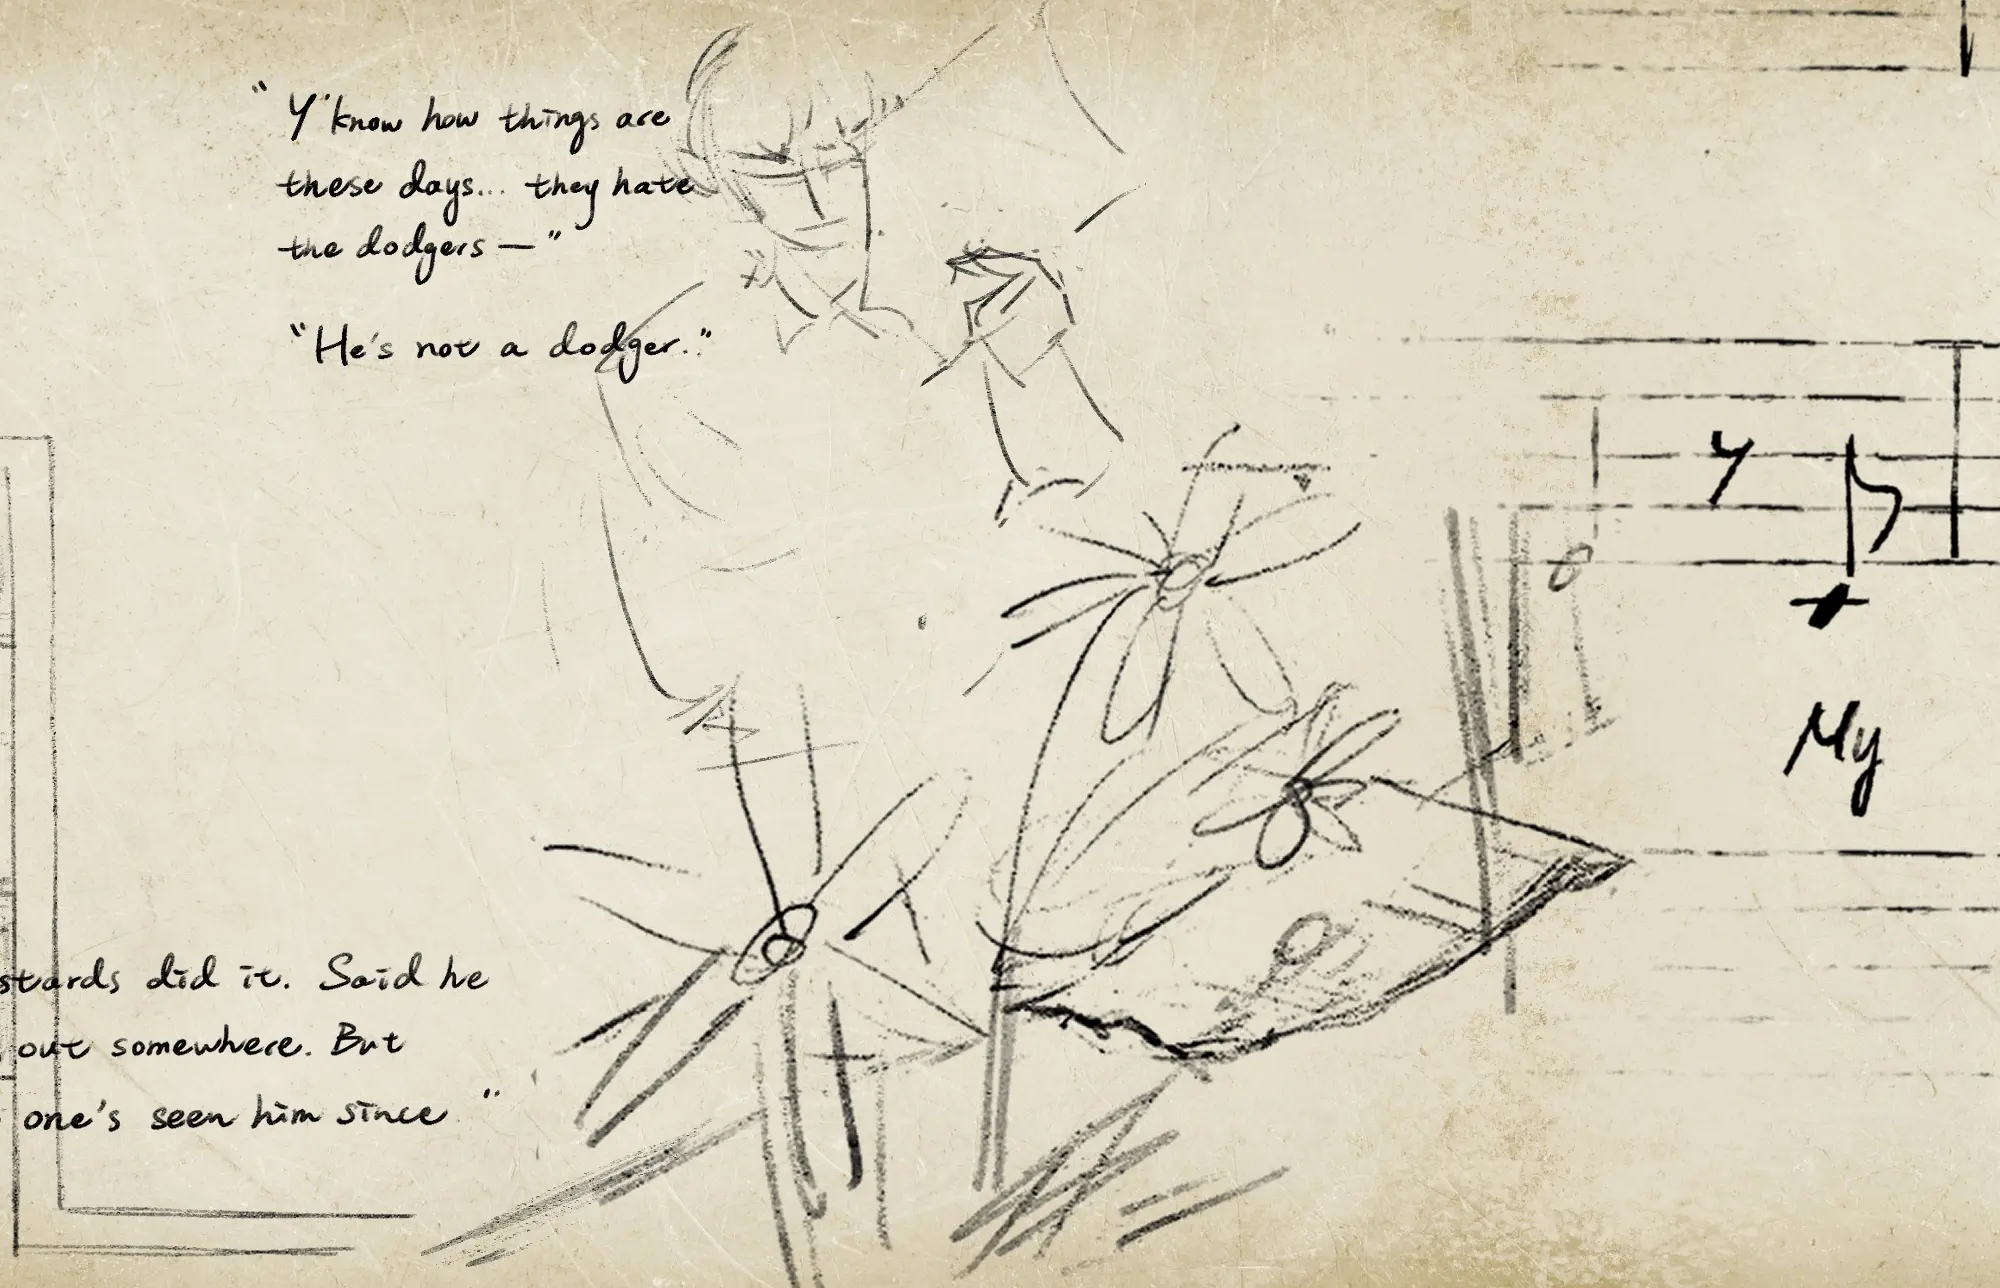 "Y'know how things are
these days... they hate
the dodgers — "
"He's not a dodger."
My
stards did it. Said he
out somewhere. But
one's seen him since "